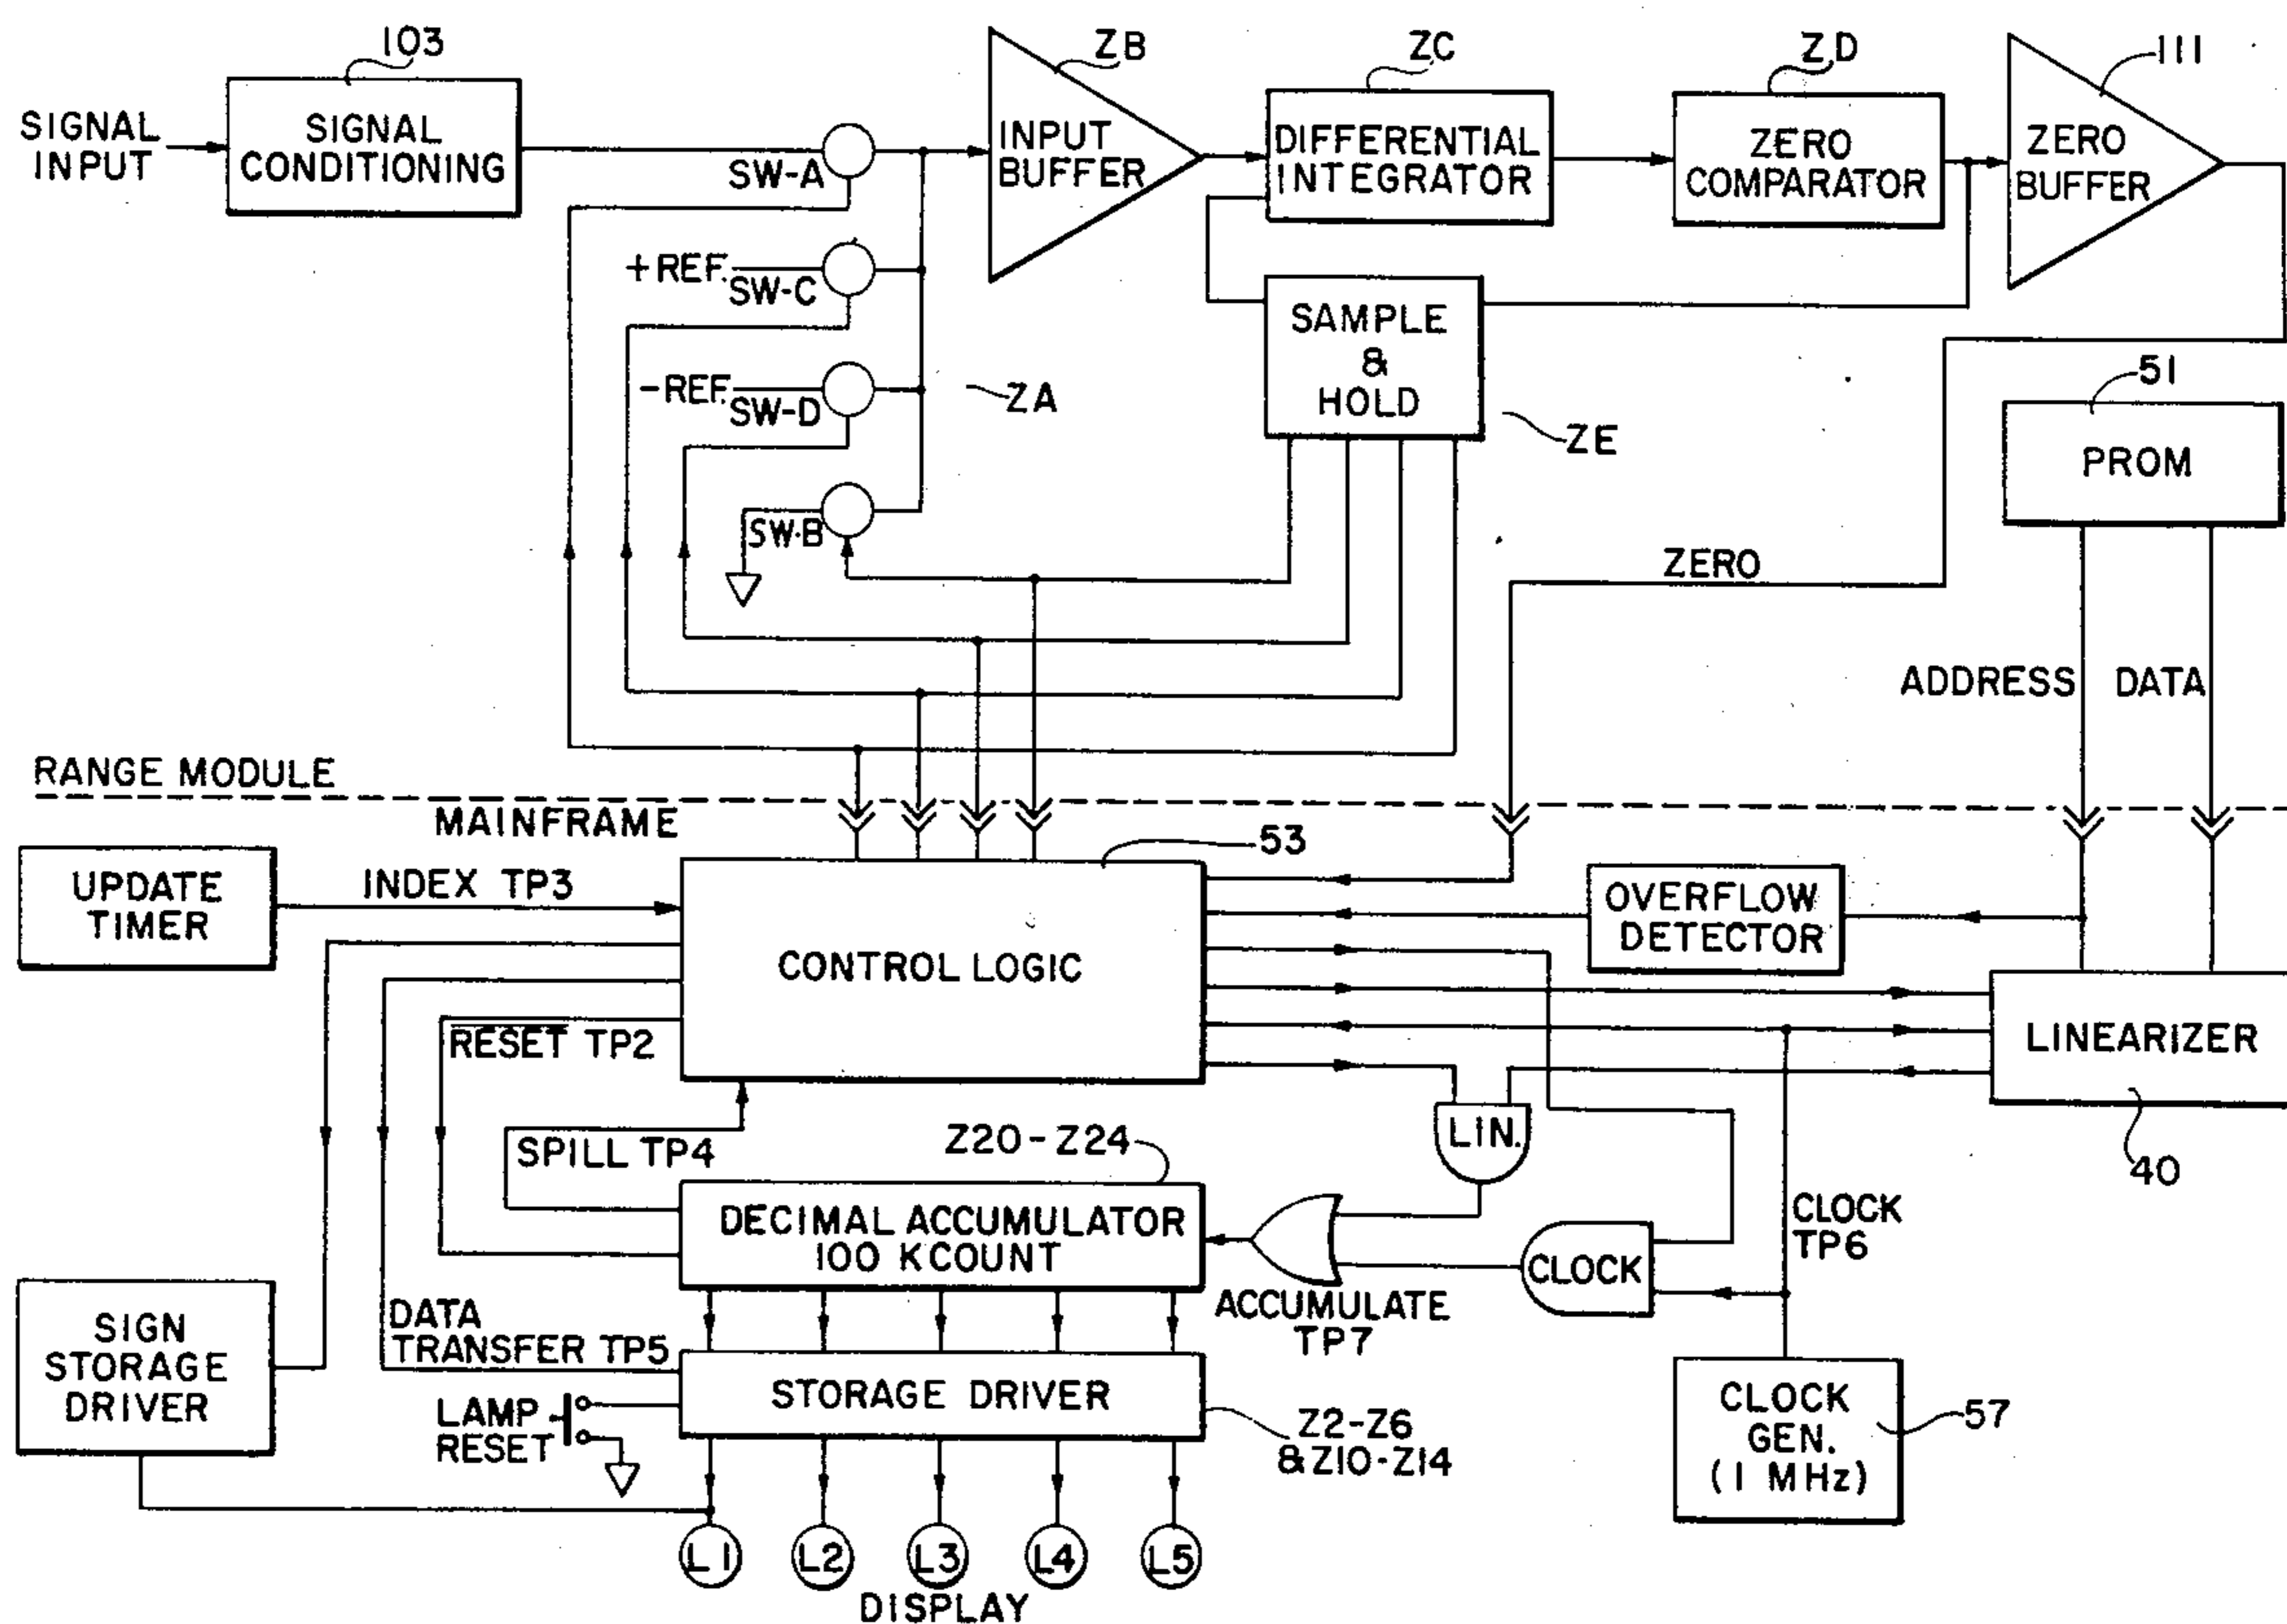 103
ZB
ZC
ZD
111
SIGNAL
INPUT
SIGNAL
CONDITIONING
SW-A
INPUT
BUFFER
DIFFERENTIAL
INTEGRATOR
ZERO
COMPARATOR
ZERO
BUFFER
+REF.
SW-C
SAMPLE
&
HOLD
-REF.
SW-D
ZA
ZE
51
PROM
SW-B
ZERO
ADDRESS
DATA
RANGE MODULE
MAINFRAME
53
UPDATE
TIMER
INDEX TP3
CONTROL LOGIC
OVERFLOW
DETECTOR
RESET TP2
LINEARIZER
40
SPILL TP4
Z20-Z24
LIN.
DECIMAL ACCUMULATOR
100 KCOUNT
CLOCK
CLOCK
TP6
ACCUMULATE
TP7
SIGN
STORAGE
DRIVER
DATA
TRANSFER TP5
STORAGE DRIVER
LAMP
RESET
Z2-Z6
&Z10-Z14
CLOCK
GEN.
(1 MHz)
57
L1
L2
L3
L4
L5
DISPLAY